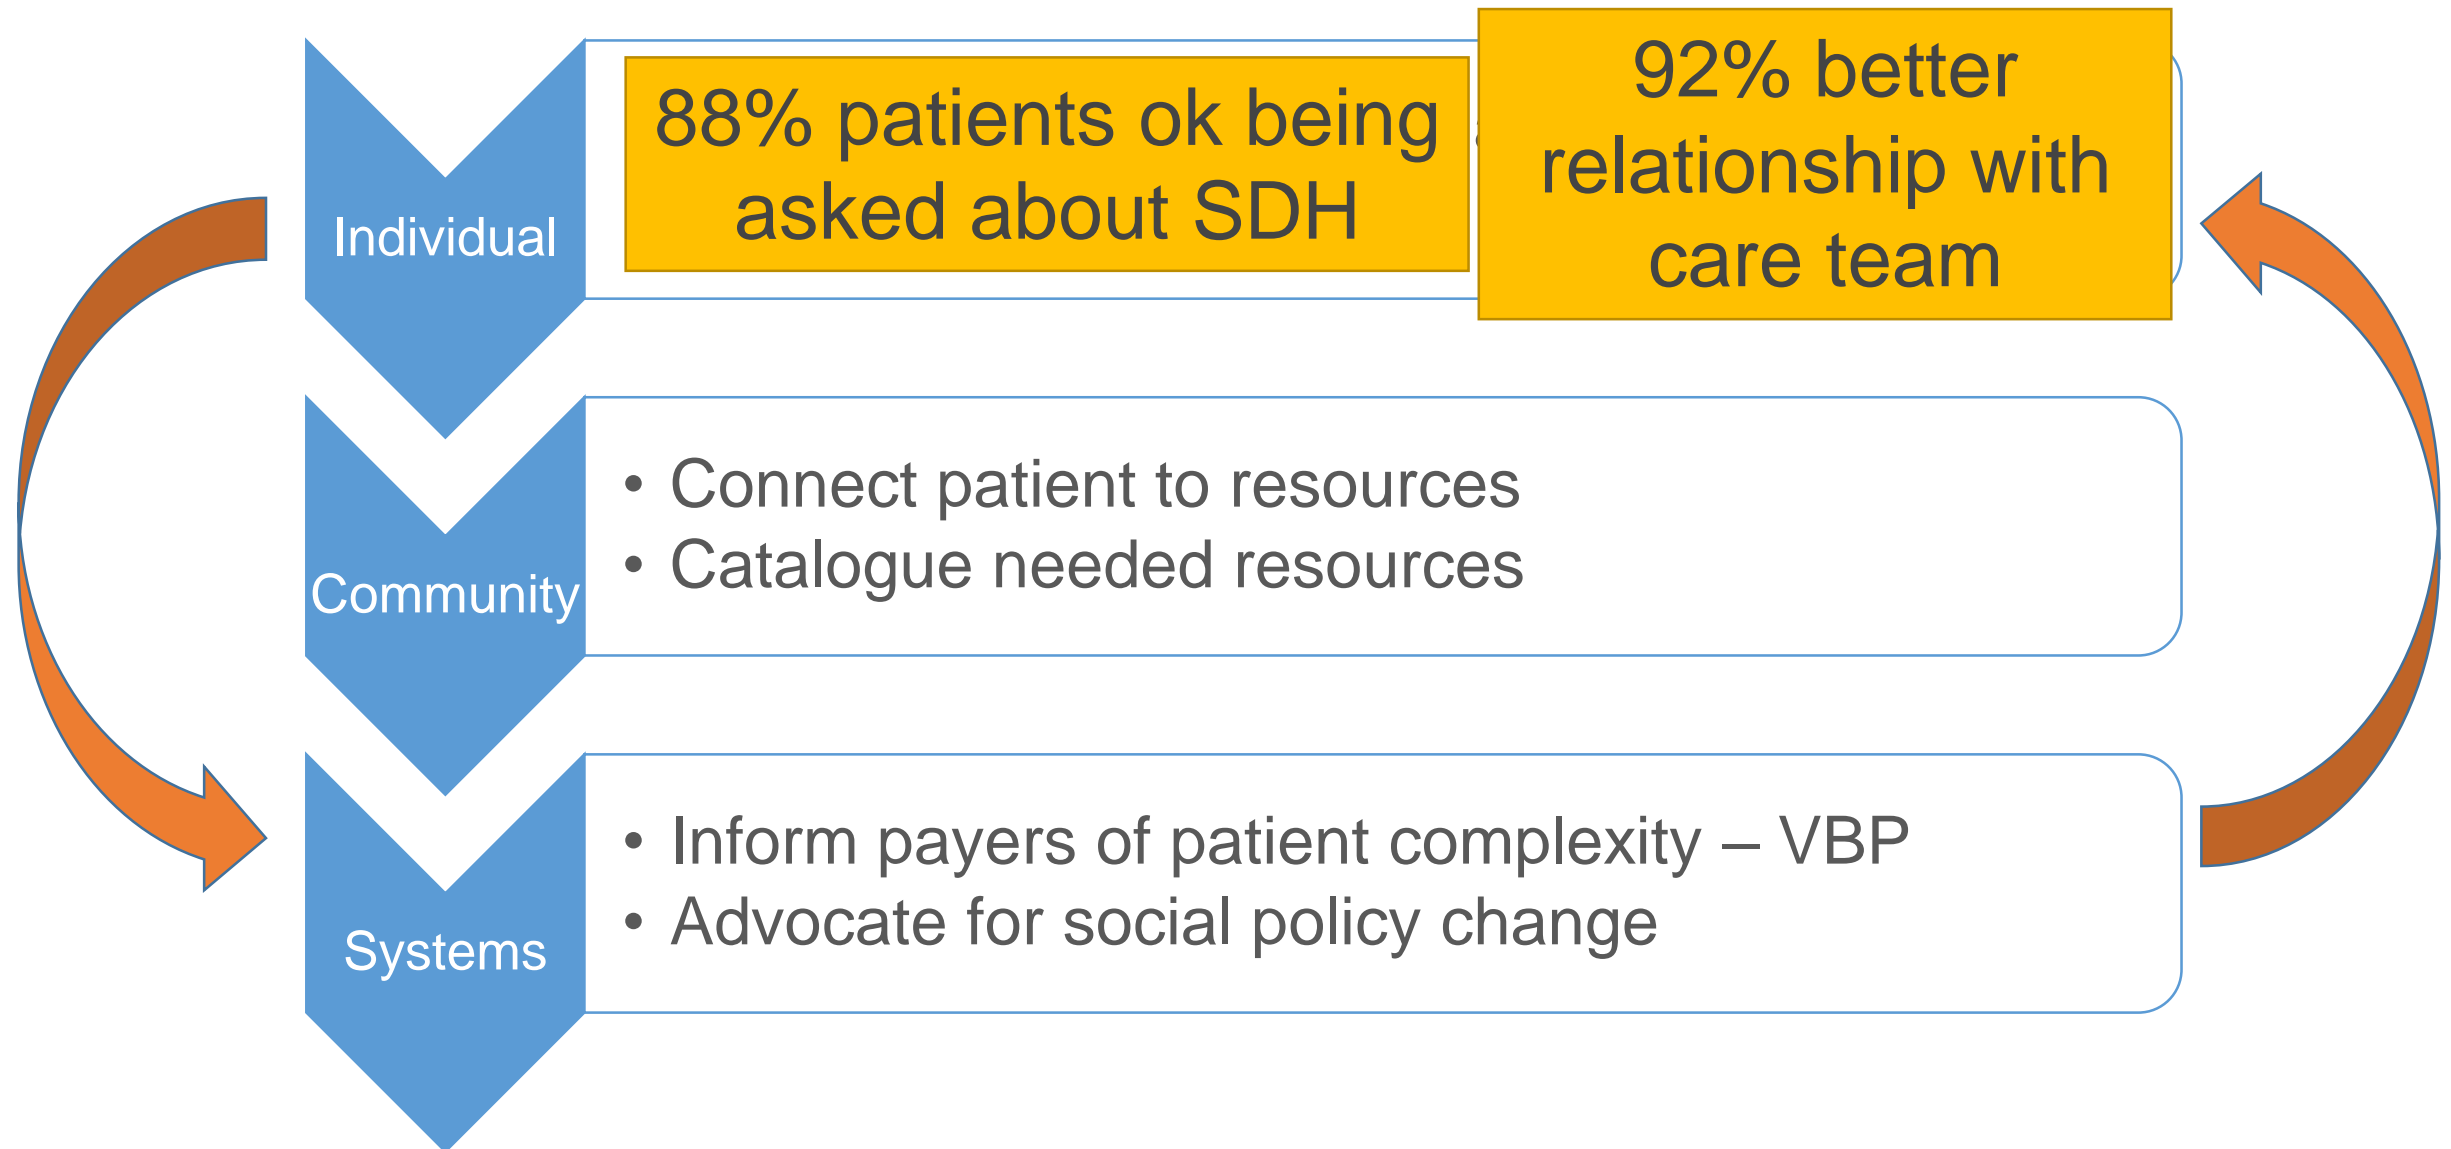 Individual
88% patients ok being
asked about SDH
92% better
relationship with
care team
Community
• Connect patient to resources
• Catalogue needed resources
Systems
• Inform payers of patient complexity – VBP
• Advocate for social policy change